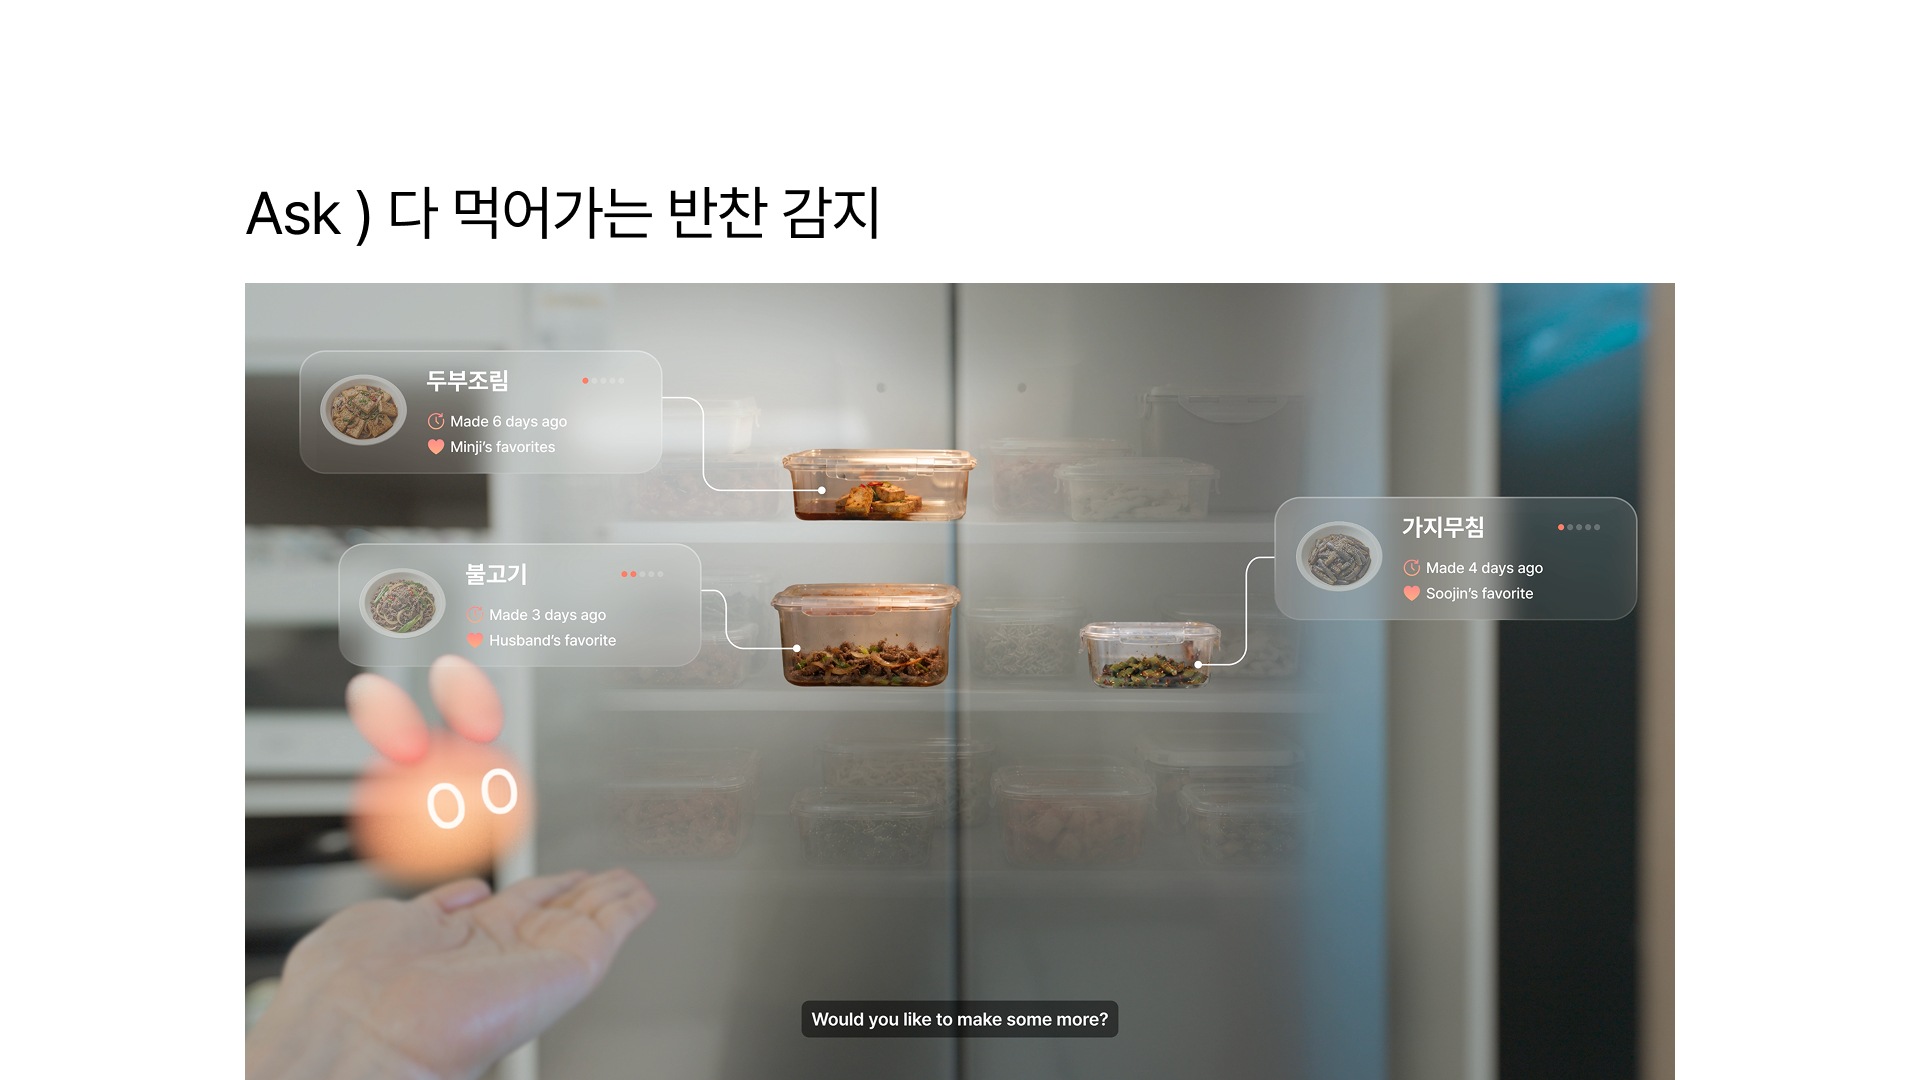 Ask ) 다 먹어가는 반찬 감지
두부조림
Made 6 days ago
Minji's favorites
불고기
Made 3 days ago
Husband's favorite
가지무침
Made 4 days ago
Soojin's favorite
Would you like to make some more?